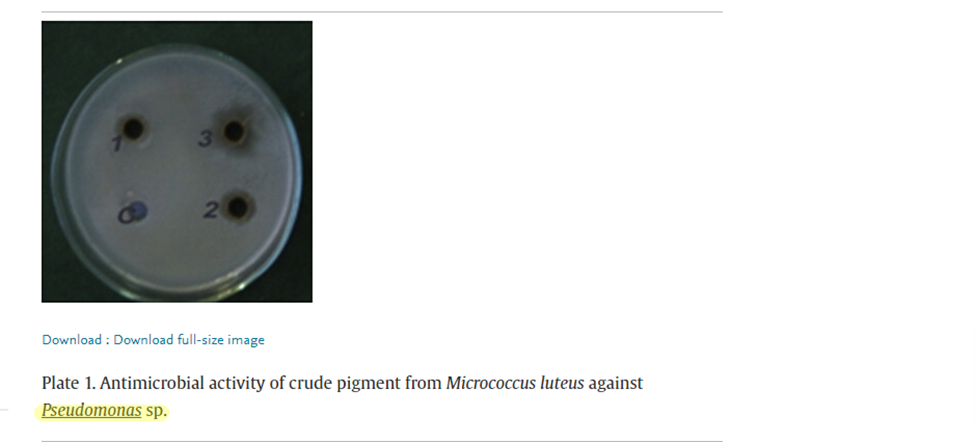 1 3
C 2
Download : Download full-size image
Plate 1. Antimicrobial activity of crude pigment from Micrococcus luteus against
Pseudomonas sp.